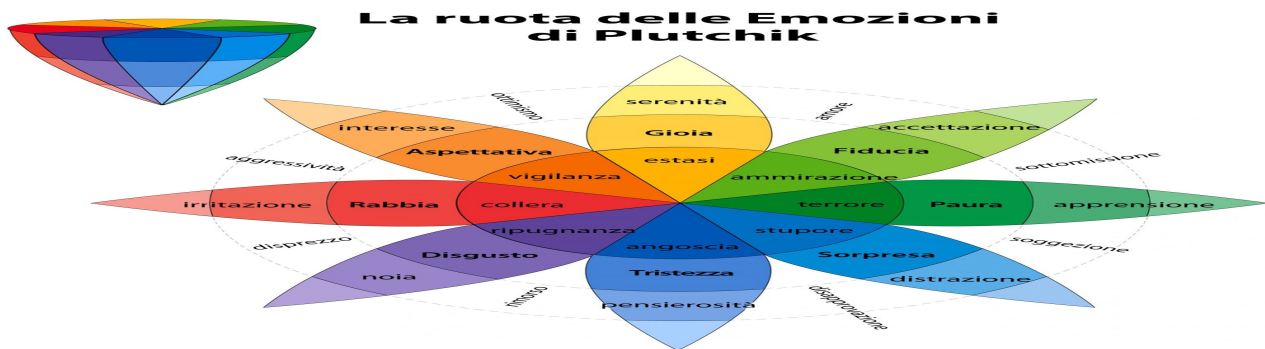 La ruota delle Emozioni
di Plutchik
ottimismo
serenità
amore
interesse
Gioia
accettazione
aggressività
Aspettativa
estasi
Fiducia
sottomissione
vigilanza
ammirazione
irritazione
Rabbia
collera
terrore
Paura
apprensione
disprezzo
ripugnanza
angoscia
stupore
soggezione
noia
Disgusto
Tristezza
Sorpresa
distrazione
rimorso
pensierosità
disapprovazione